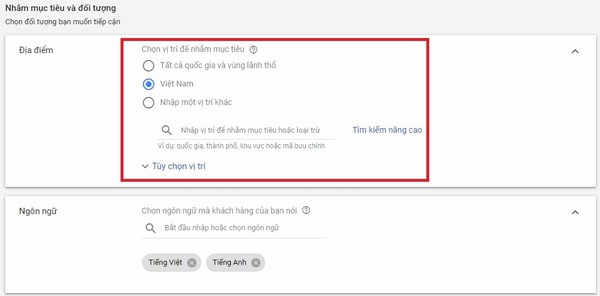 Nhắm mục tiêu và đối tượng
Chọn đối tượng bạn muốn tiếp cận
Địa điểm
Chọn vị trí để nhắm mục tiêu
Tất cả quốc gia và vùng lãnh thổ
Việt Nam
Nhập một vị trí khác
Nhập vị trí để nhắm mục tiêu hoặc loại trừ
Tìm kiếm nâng cao
Ví dụ: quốc gia, thành phố, khu vực hoặc mã bưu chính
Tùy chọn vị trí
Ngôn ngữ
Chọn ngôn ngữ mà khách hàng của bạn nói
Bắt đầu nhập hoặc chọn ngôn ngữ
Tiếng Việt
Tiếng Anh